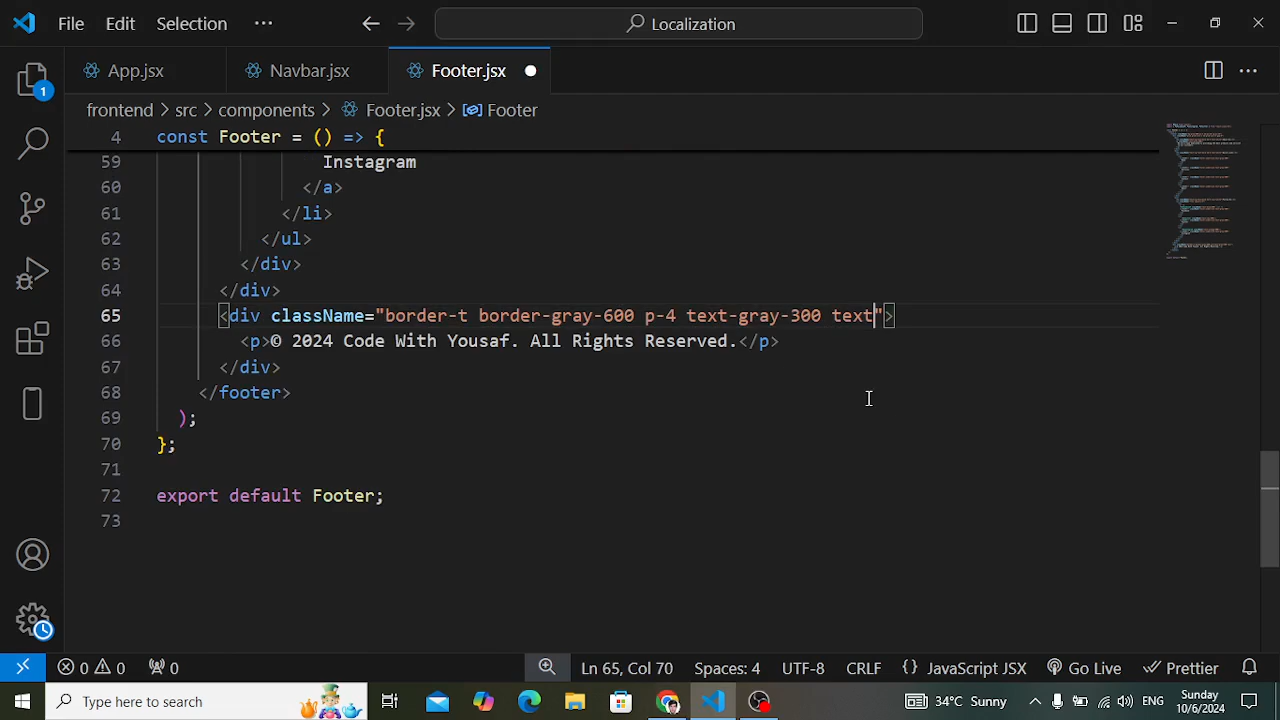 File Edit Selection ··· Localization
App.jsx Navbar.jsx Footer.jsx
frontend > src > components > Footer.jsx > Footer
4 const Footer = () => {
59 Instagram
60 </a>
61 </li>
62 </ul>
63 </div>
64 </div>
65 <div className="border-t border-gray-600 p-4 text-gray-300 text">
66 <p>© 2024 Code With Yousaf. All Rights Reserved.</p>
67 </div>
68 </footer>
69 );
70 };
71
72 export default Footer;
73
1
0 0 0 Ln 65, Col 70 Spaces: 4 UTF-8 CRLF {} JavaScript JSX Go Live Prettier
Type here to search 34°C Sunny ENG Sunday 10/6/2024